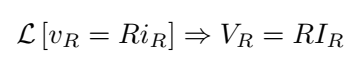 ℒ [v_R = Ri_R] ⇒ V_R = RI_R